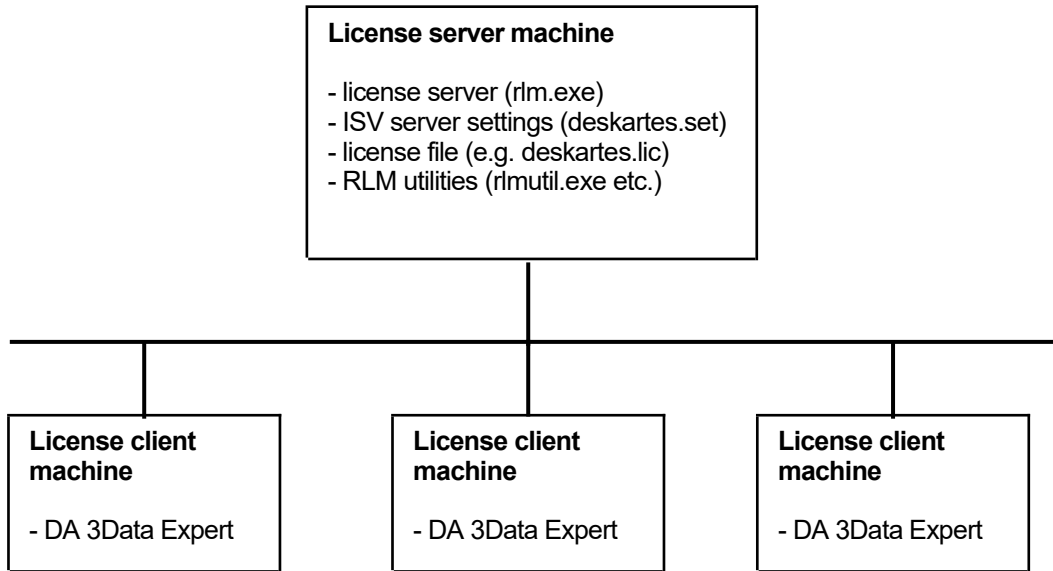 License server machine
- license server (rlm.exe)
- ISV server settings (deskartes.set)
- license file (e.g. deskartes.lic)
- RLM utilities (rlmutil.exe etc.)
License client
machine
- DA 3Data Expert
License client
machine
- DA 3Data Expert
License client
machine
- DA 3Data Expert